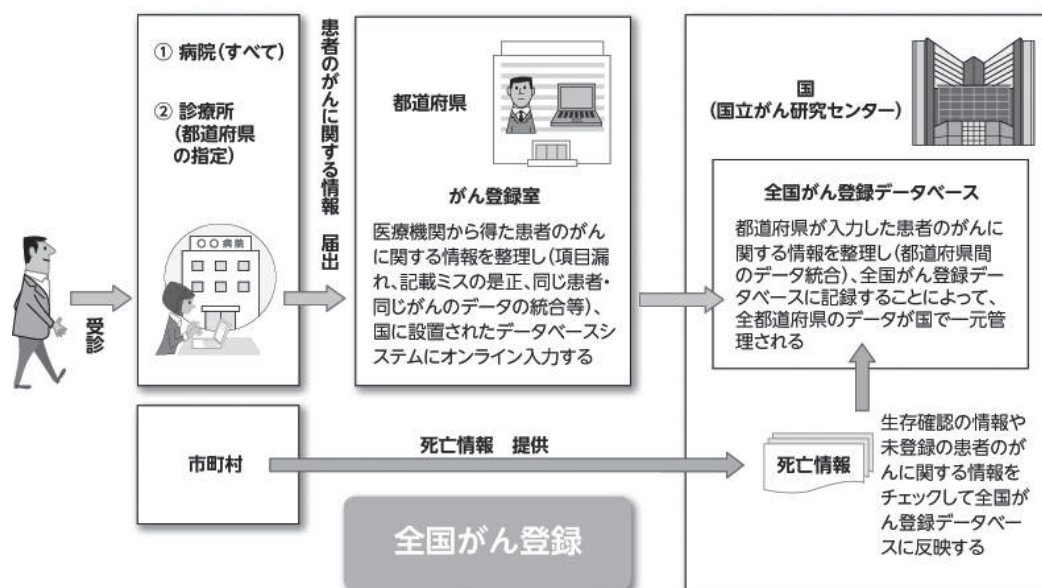 ① 病院(すべて)
② 診療所
(都道府県
の指定)
〇〇病院
受診
患者のがんに関する情報 届出
都道府県
がん登録室
医療機関から得た患者のがん
に関する情報を整理し(項目漏
れ、記載ミスの是正、同じ患者・
同じがんのデータの統合等)、
国に設置されたデータベースシ
ステムにオンライン入力する
国
(国立がん研究センター)
全国がん登録データベース
都道府県が入力した患者のがんに
関する情報を整理し(都道府県間
のデータ統合)、全国がん登録デー
タベースに記録することによって、
全都道府県のデータが国で一元管
理される
市町村
死亡情報 提供
死亡情報
生存確認の情報や
未登録の患者のが
んに関する情報を
チェックして全国が
ん登録データベー
スに反映する
全国がん登録